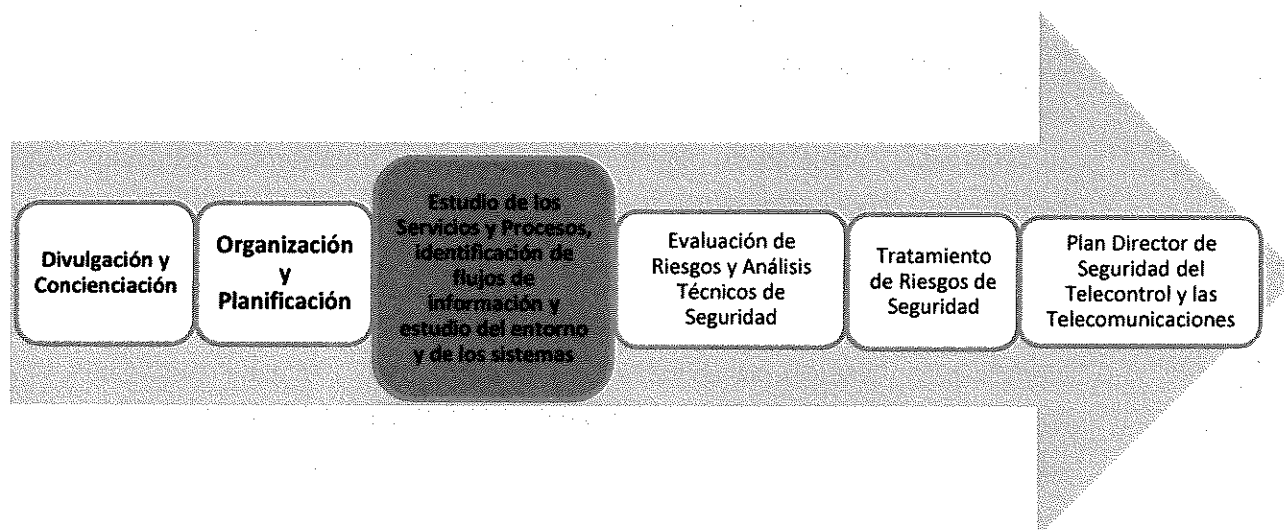 Divulgación y
Concienciación
Organización
y
Planificación
Estudio de los
Servicios y Procesos,
identificación de
flujos de
información y
estudio del entorno
y de los sistemas
Evaluación de
Riesgos y Análisis
Técnicos de
Seguridad
Tratamiento
de Riesgos de
Seguridad
Plan Director de
Seguridad del
Telecontrol y las
Telecomunicaciones